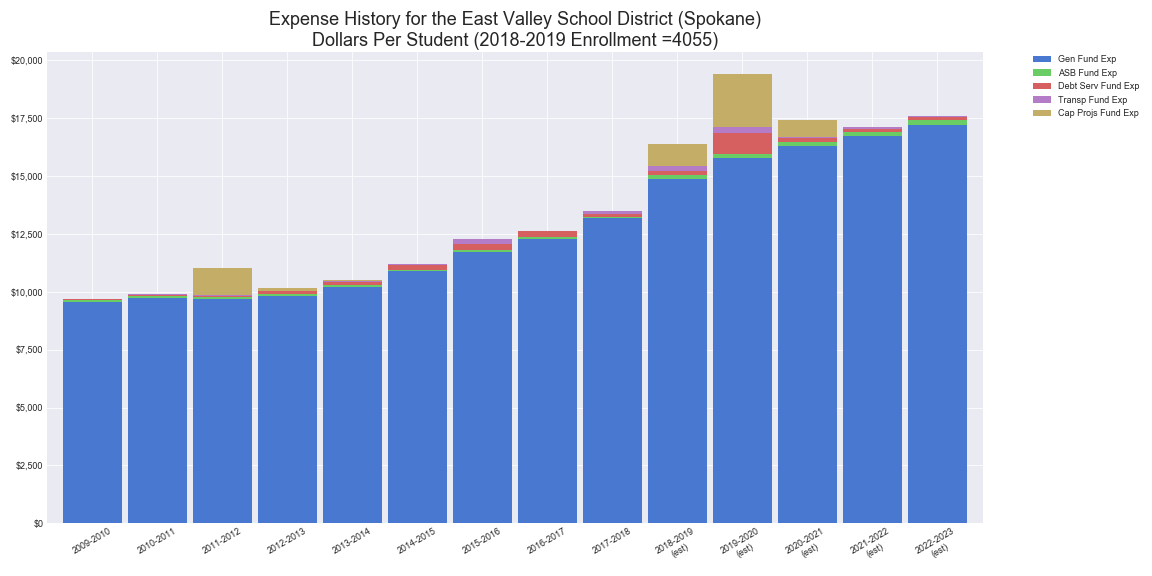 Expense History for the East Valley School District (Spokane)
Dollars Per Student (2018-2019 Enrollment =4055)
$20,000
$17,500
$15,000
$12,500
$10,000
$7,500
$5,000
$2,500
$0
2009-2010
2010-2011
2011-2012
2012-2013
2013-2014
2014-2015
2015-2016
2016-2017
2017-2018
2018-2019
(est)
2019-2020
(est)
2020-2021
(est)
2021-2022
(est)
2022-2023
(est)
Gen Fund Exp
ASB Fund Exp
Debt Serv Fund Exp
Transp Fund Exp
Cap Projs Fund Exp